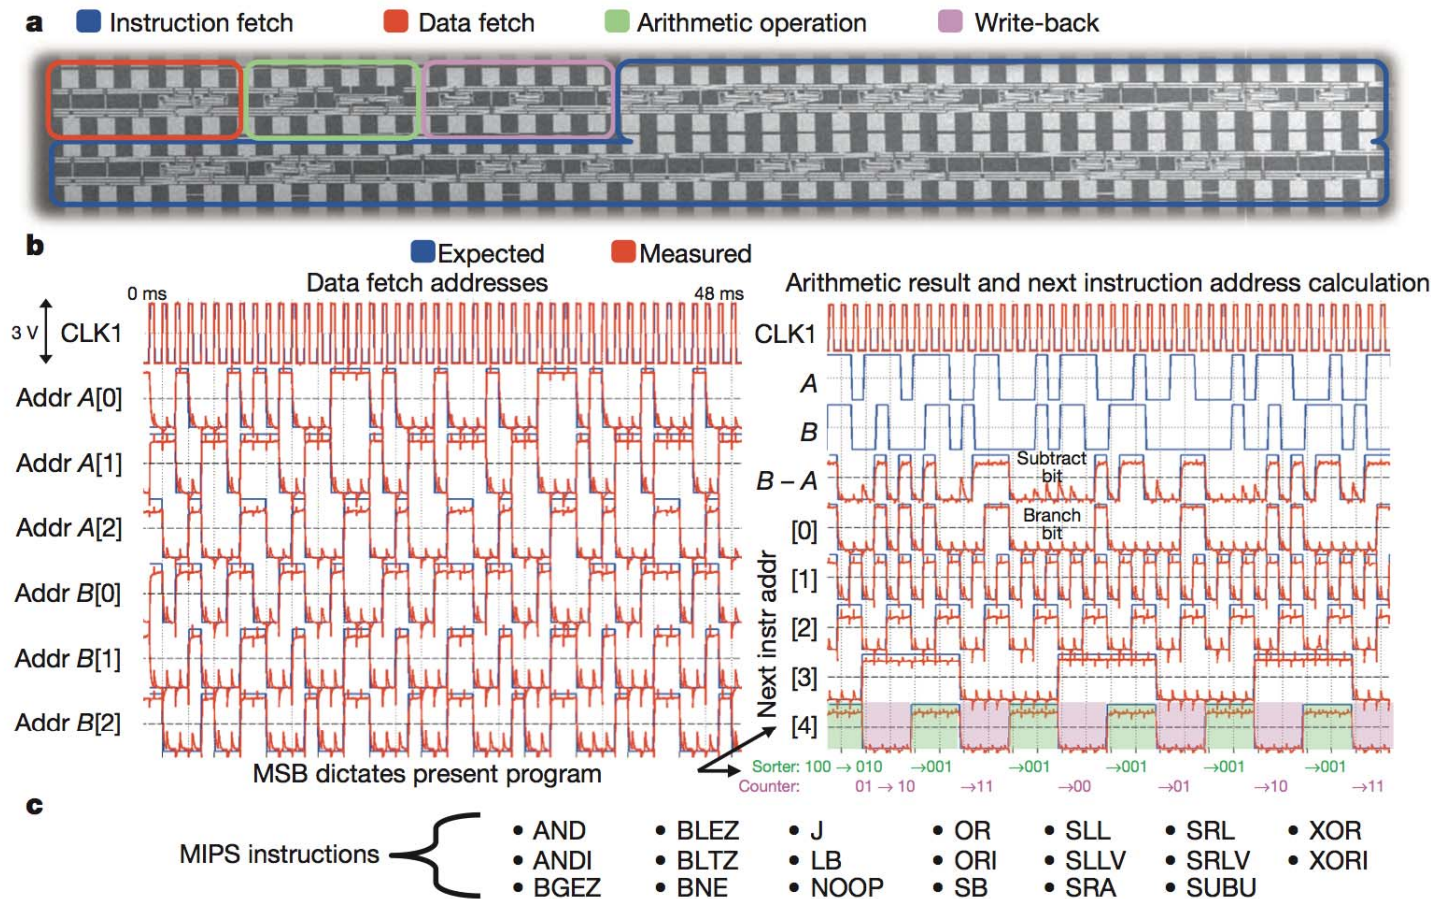 a Instruction fetch Data fetch Arithmetic operation Write-back
b Expected Measured
Data fetch addresses
0 ms 48 ms
3 V CLK1
Addr A[0]
Addr A[1]
Addr A[2]
Addr B[0]
Addr B[1]
Addr B[2]
MSB dictates present program
Arithmetic result and next instruction address calculation
CLK1
A
B
B – A Subtract bit
Next instr addr
[0] Branch bit
[1]
[2]
[3]
[4]
Sorter: 100 → 010 →001 →001 →001 →001 →001
Counter: 01 → 10 →11 →00 →01 →10 →11
c
MIPS instructions
• AND • BLEZ • J • OR • SLL • SRL • XOR
• ANDI • BLTZ • LB • ORI • SLLV • SRLV • XORI
• BGEZ • BNE • NOOP • SB • SRA • SUBU